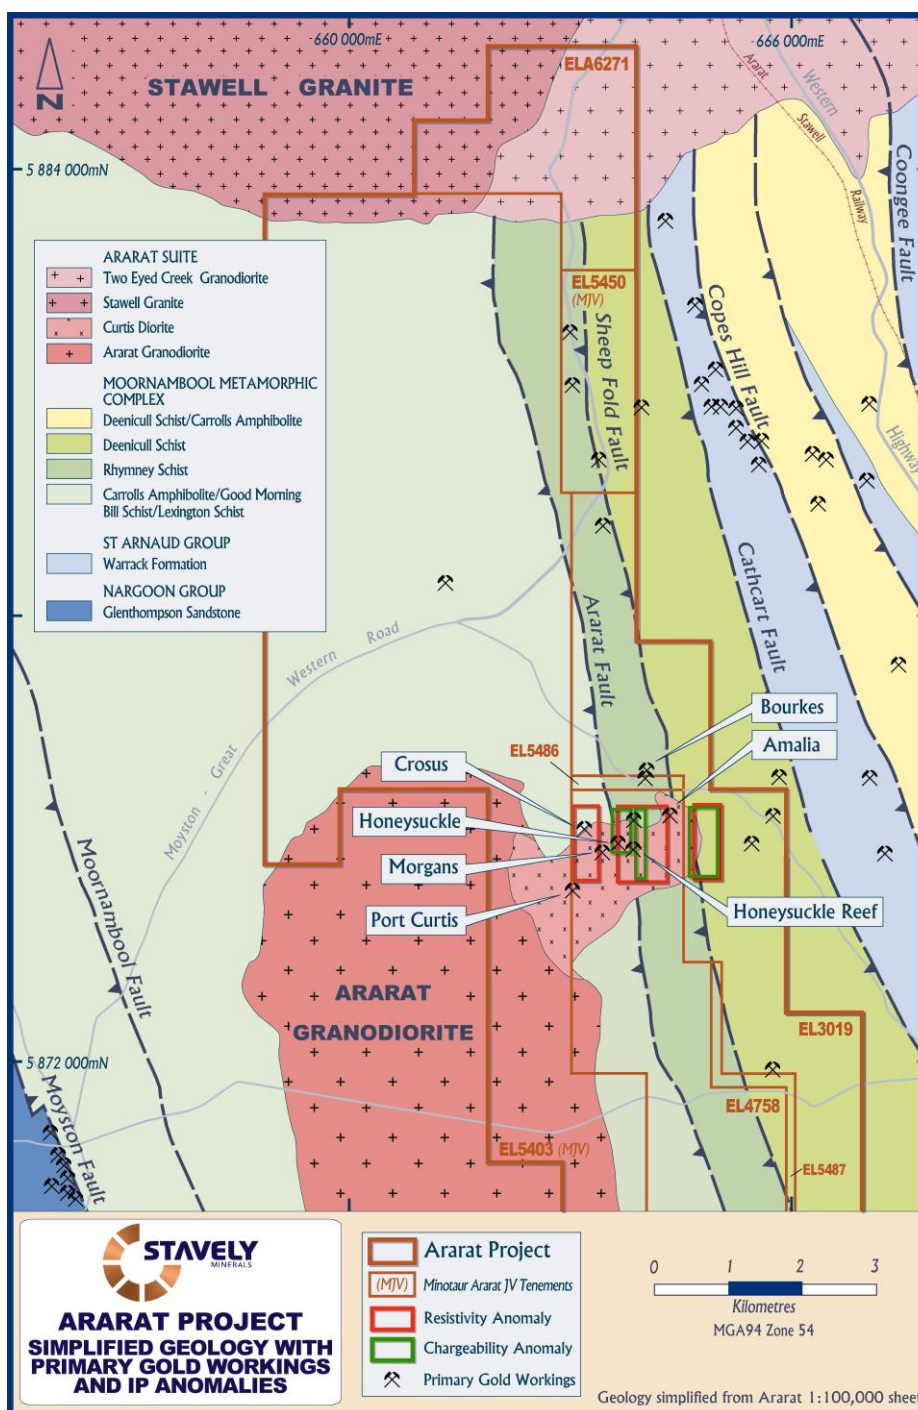 660 000mE
666 000mE
N
STAWELL GRANITE
ELA6271
Ararat
Stawell
Railway
Western
Highway
Coongee Fault
5 884 000mN
ARARAT SUITE
Two Eyed Creek Granodiorite
Stawell Granite
Curtis Diorite
Ararat Granodiorite
MOORNAMBOOL METAMORPHIC
COMPLEX
Deenicull Schist/Carrolls Amphibolite
Deenicull Schist
Rhymney Schist
Carrolls Amphibolite/Good Morning
Bill Schist/Lexington Schist
ST ARNAUD GROUP
Warrack Formation
NARGOON GROUP
Glenthompson Sandstone
EL5450
(MJV)
Sheep Fold Fault
Copes Hill Fault
Cathcart Fault
Ararat Fault
Moyston - Great Western Road
Bourkes
EL5486
Amalia
Crosus
Honeysuckle
Morgans
Port Curtis
Honeysuckle Reef
Moornambool Fault
ARARAT
GRANODIORITE
EL3019
5 872 000mN
Moyston Fault
EL4758
EL5403 (MJV)
EL5487
STAVELY
MINERALS
ARARAT PROJECT
SIMPLIFIED GEOLOGY WITH
PRIMARY GOLD WORKINGS
AND IP ANOMALIES
Ararat Project
(MJV) Minotaur Ararat JV Tenements
Resistivity Anomaly
Chargeability Anomaly
Primary Gold Workings
0 1 2 3
Kilometres
MGA94 Zone 54
Geology simplified from Ararat 1:100,000 sheet